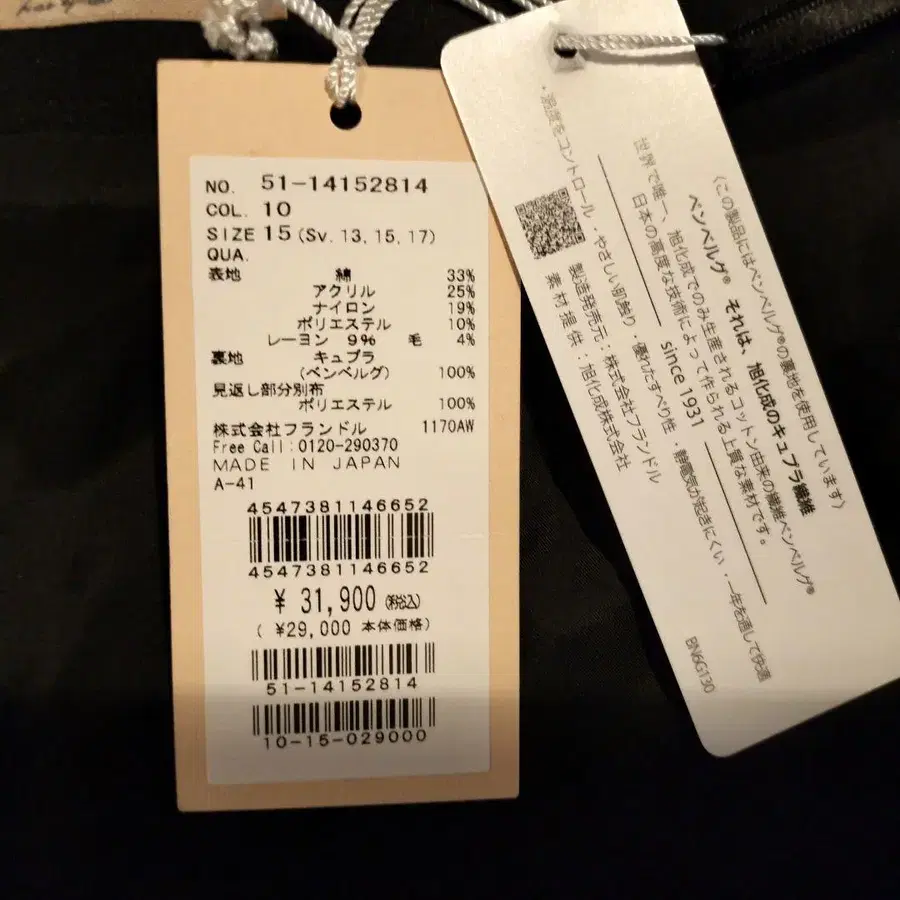 NO. 51-14152814
COL. 10
SIZE 15 (Sv. 13, 15, 17)
QUA.
表地 綿 33%
アクリル 25%
ナイロン 19%
ポリエステル 10%
レーヨン 9% 毛 4%
裏地 キュプラ
(ベンベルグ) 100%
見返し部分別布
ポリエステル 100%
株式会社フランドル 1170AW
Free Call:0120-290370
MADE IN JAPAN
A-41
4547381146652
4547381146652
¥ 31,900 (税込)
( ¥29,000 本体価格)
51-14152814
10-15-029000
〈この製品にはベンベルグ®の裏地を使用しています〉
ベンベルグ® それは、旭化成のキュプラ繊維
世界で唯一、旭化成でのみ生産されるコットン由来の繊維ベンベルグ®
日本の高度な技術によって作られる上質な素材です。
since 1931
・湿度をコントロール ・やさしい肌触り ・優れたすべり性 ・静電気が起きにくい ・一年を通して快適
製造発売元:株式会社フランドル
素材提供:旭化成株式会社
BN6G130